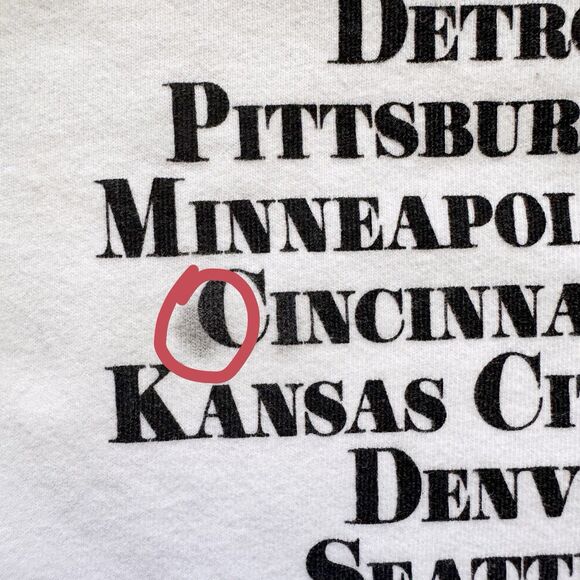 DETRO
PITTSBUR
MINNEAPOL
CINCINNA
KANSAS CI
DENV
SEATT